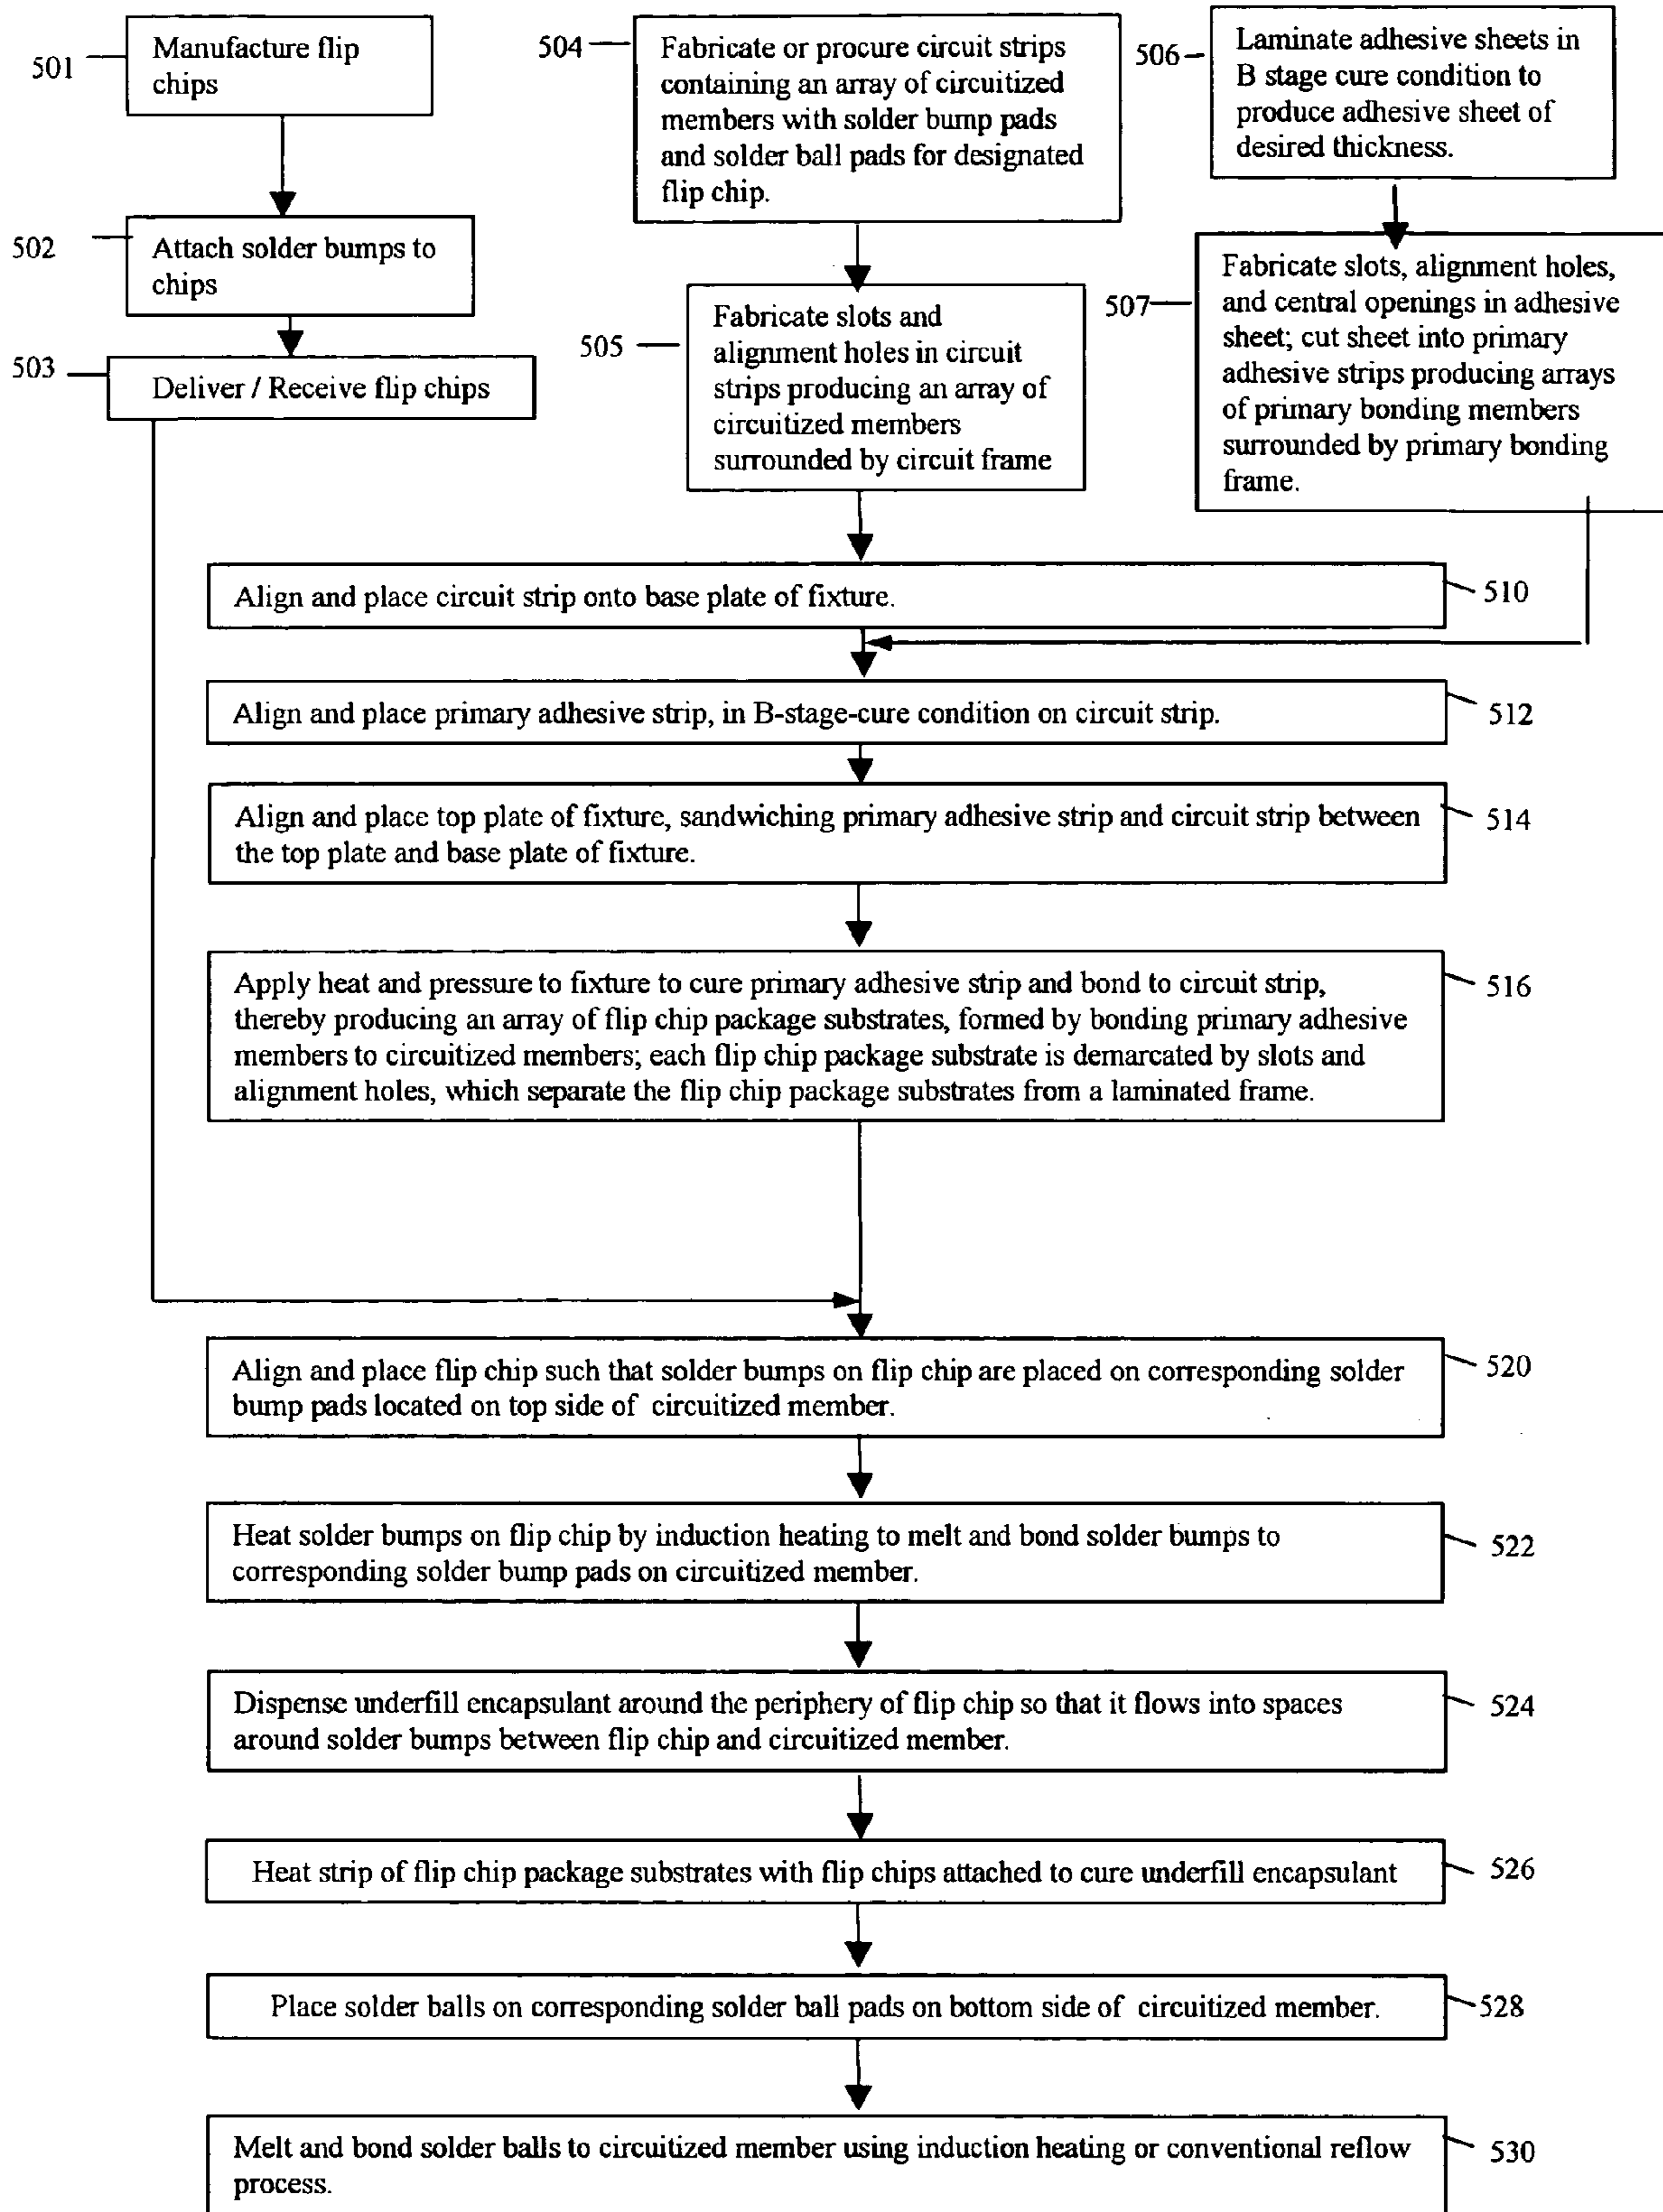 501
Manufacture flip
chips
502
Attach solder bumps to
chips
503
Deliver / Receive flip chips
504
Fabricate or procure circuit strips
containing an array of circuitized
members with solder bump pads
and solder ball pads for designated
flip chip.
505
Fabricate slots and
alignment holes in circuit
strips producing an array of
circuitized members
surrounded by circuit frame
506
Laminate adhesive sheets in
B stage cure condition to
produce adhesive sheet of
desired thickness.
507
Fabricate slots, alignment holes,
and central openings in adhesive
sheet; cut sheet into primary
adhesive strips producing arrays
of primary bonding members
surrounded by primary bonding
frame.
Align and place circuit strip onto base plate of fixture.
510
Align and place primary adhesive strip, in B-stage-cure condition on circuit strip.
512
Align and place top plate of fixture, sandwiching primary adhesive strip and circuit strip between
the top plate and base plate of fixture.
514
Apply heat and pressure to fixture to cure primary adhesive strip and bond to circuit strip,
thereby producing an array of flip chip package substrates, formed by bonding primary adhesive
members to circuitized members; each flip chip package substrate is demarcated by slots and
alignment holes, which separate the flip chip package substrates from a laminated frame.
516
Align and place flip chip such that solder bumps on flip chip are placed on corresponding solder
bump pads located on top side of circuitized member.
520
Heat solder bumps on flip chip by induction heating to melt and bond solder bumps to
corresponding solder bump pads on circuitized member.
522
Dispense underfill encapsulant around the periphery of flip chip so that it flows into spaces
around solder bumps between flip chip and circuitized member.
524
Heat strip of flip chip package substrates with flip chips attached to cure underfill encapsulant
526
Place solder balls on corresponding solder ball pads on bottom side of circuitized member.
528
Melt and bond solder balls to circuitized member using induction heating or conventional reflow
process.
530